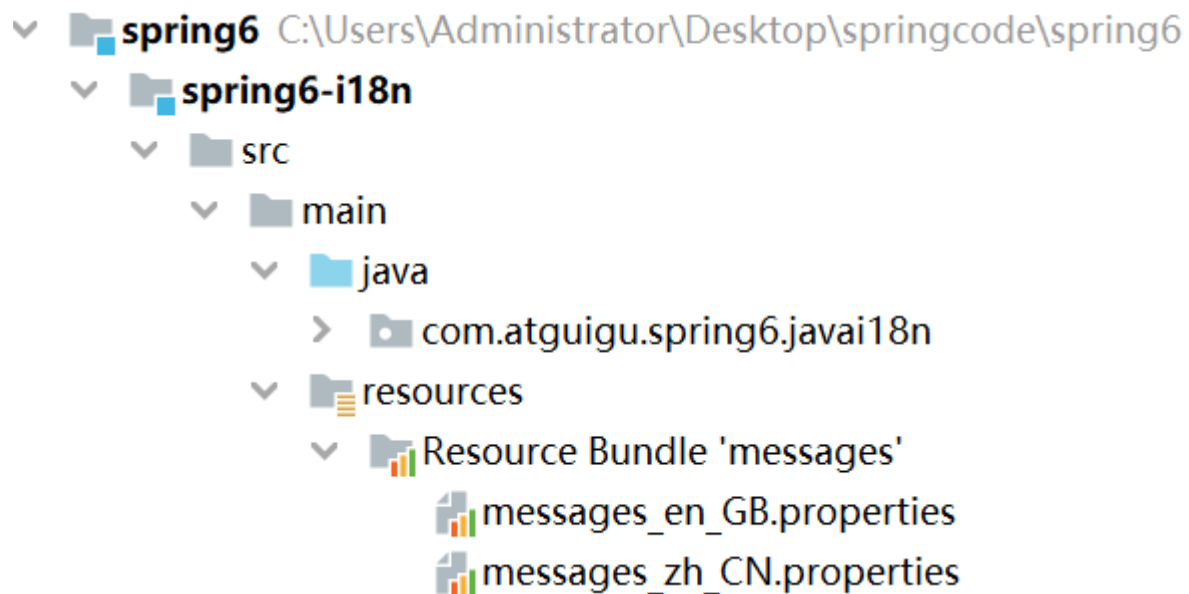 spring6 C:\Users\Administrator\Desktop\springcode\spring6
spring6-i18n
src
main
java
com.atguigu.spring6.javai18n
resources
Resource Bundle 'messages'
messages_en_GB.properties
messages_zh_CN.properties